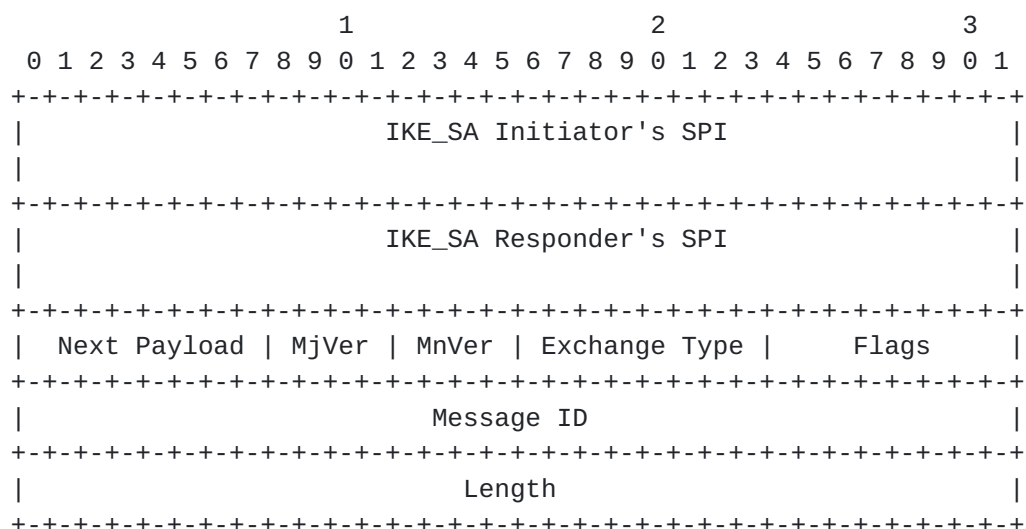 1                   2                   3
 0 1 2 3 4 5 6 7 8 9 0 1 2 3 4 5 6 7 8 9 0 1 2 3 4 5 6 7 8 9 0 1
+-+-+-+-+-+-+-+-+-+-+-+-+-+-+-+-+-+-+-+-+-+-+-+-+-+-+-+-+-+-+-+-+
|                       IKE_SA Initiator's SPI                  |
|                                                               |
+-+-+-+-+-+-+-+-+-+-+-+-+-+-+-+-+-+-+-+-+-+-+-+-+-+-+-+-+-+-+-+-+
|                       IKE_SA Responder's SPI                  |
|                                                               |
+-+-+-+-+-+-+-+-+-+-+-+-+-+-+-+-+-+-+-+-+-+-+-+-+-+-+-+-+-+-+-+-+
|  Next Payload | MjVer | MnVer | Exchange Type |     Flags     |
+-+-+-+-+-+-+-+-+-+-+-+-+-+-+-+-+-+-+-+-+-+-+-+-+-+-+-+-+-+-+-+-+
|                          Message ID                           |
+-+-+-+-+-+-+-+-+-+-+-+-+-+-+-+-+-+-+-+-+-+-+-+-+-+-+-+-+-+-+-+-+
|                            Length                             |
+-+-+-+-+-+-+-+-+-+-+-+-+-+-+-+-+-+-+-+-+-+-+-+-+-+-+-+-+-+-+-+-+